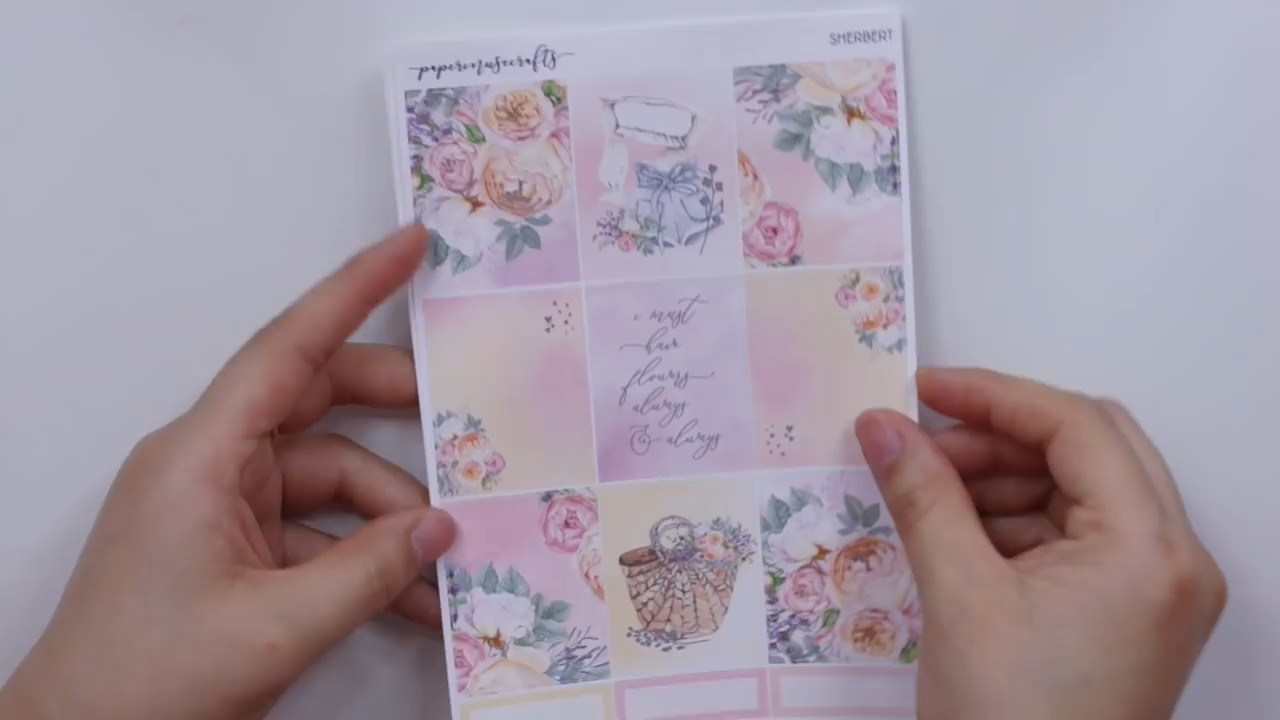 papermusecrafts
SHERBERT
i must
have
flowers
always
& always